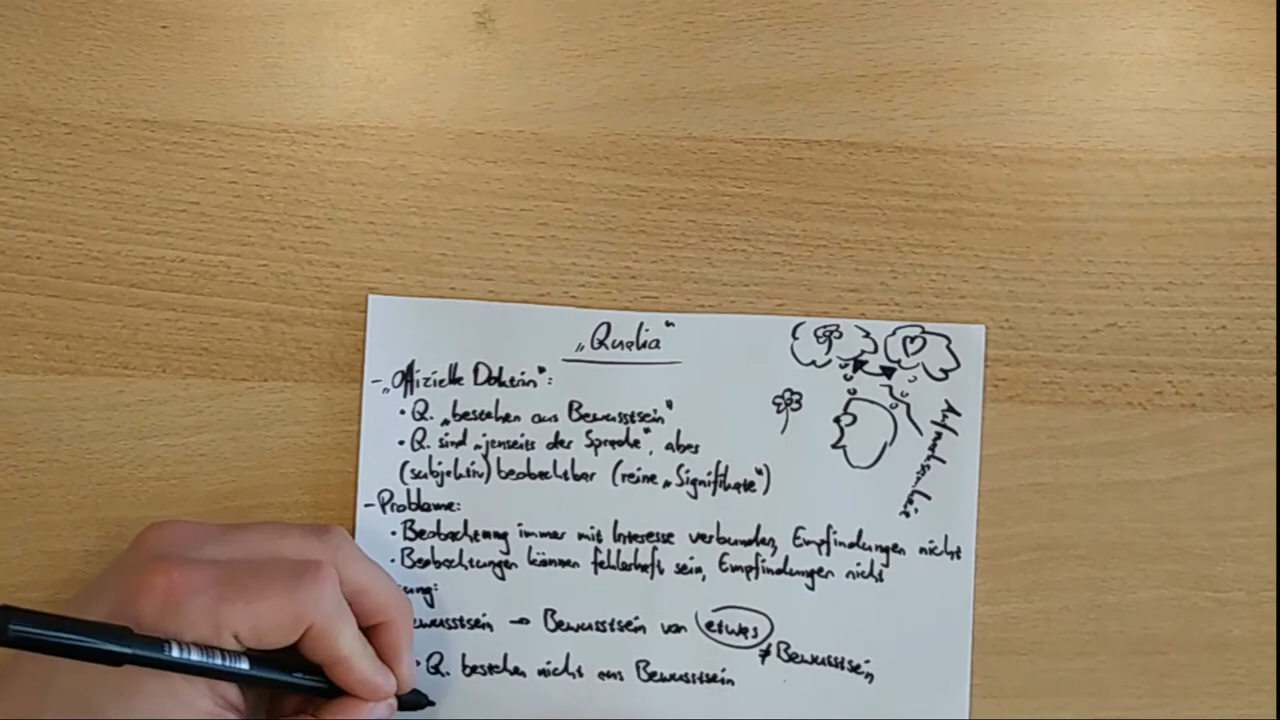 „Qualia“
- „Offizielle Doktrin“:
• Q. „bestehen aus Bewusstsein“
• Q. sind „jenseits der Sprache“, aber
(subjektiv) beobachtbar (reine „Signifikate“)
- Probleme:
• Beobachtung immer mit Interesse verbunden, Empfindungen nicht
• Beobachtungen können fehlerhaft sein, Empfindungen nicht
ung:
ewusstsein → Bewusstsein von etwas
≠ Bewusstsein
• Q. bestehen nicht aus Bewusstsein
Aufmerksamkeit